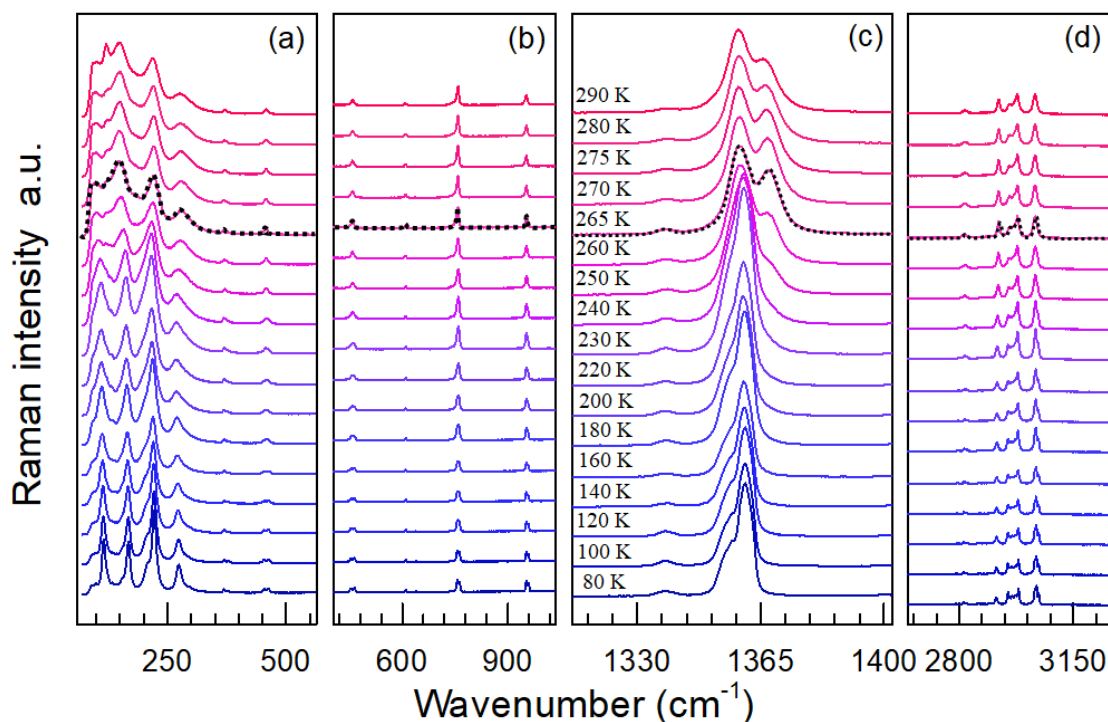 (a)
(b)
(c)
(d)
Raman intensity a.u.
290 K
280 K
275 K
270 K
265 K
260 K
250 K
240 K
230 K
220 K
200 K
180 K
160 K
140 K
120 K
100 K
80 K
250 500 600 900 1330 1365 1400 2800 3150
Wavenumber (cm⁻¹)